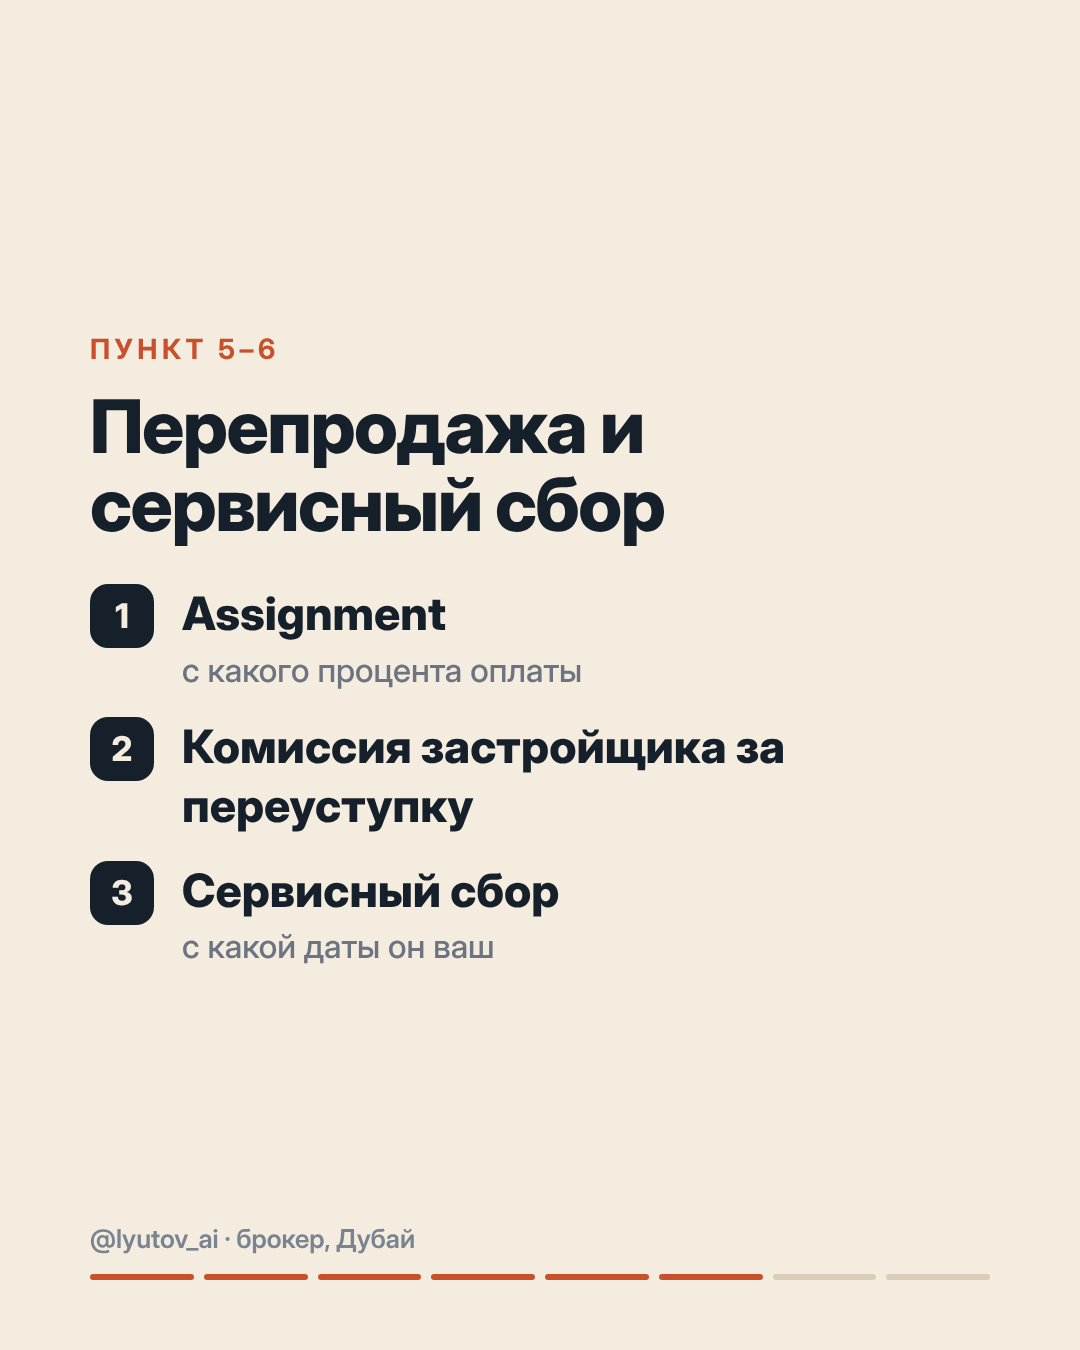 ПУНКТ 5–6
Перепродажа и
сервисный сбор
1 Assignment
с какого процента оплаты
2 Комиссия застройщика за
переуступку
3 Сервисный сбор
с какой даты он ваш
@lyutov_ai · брокер, Дубай